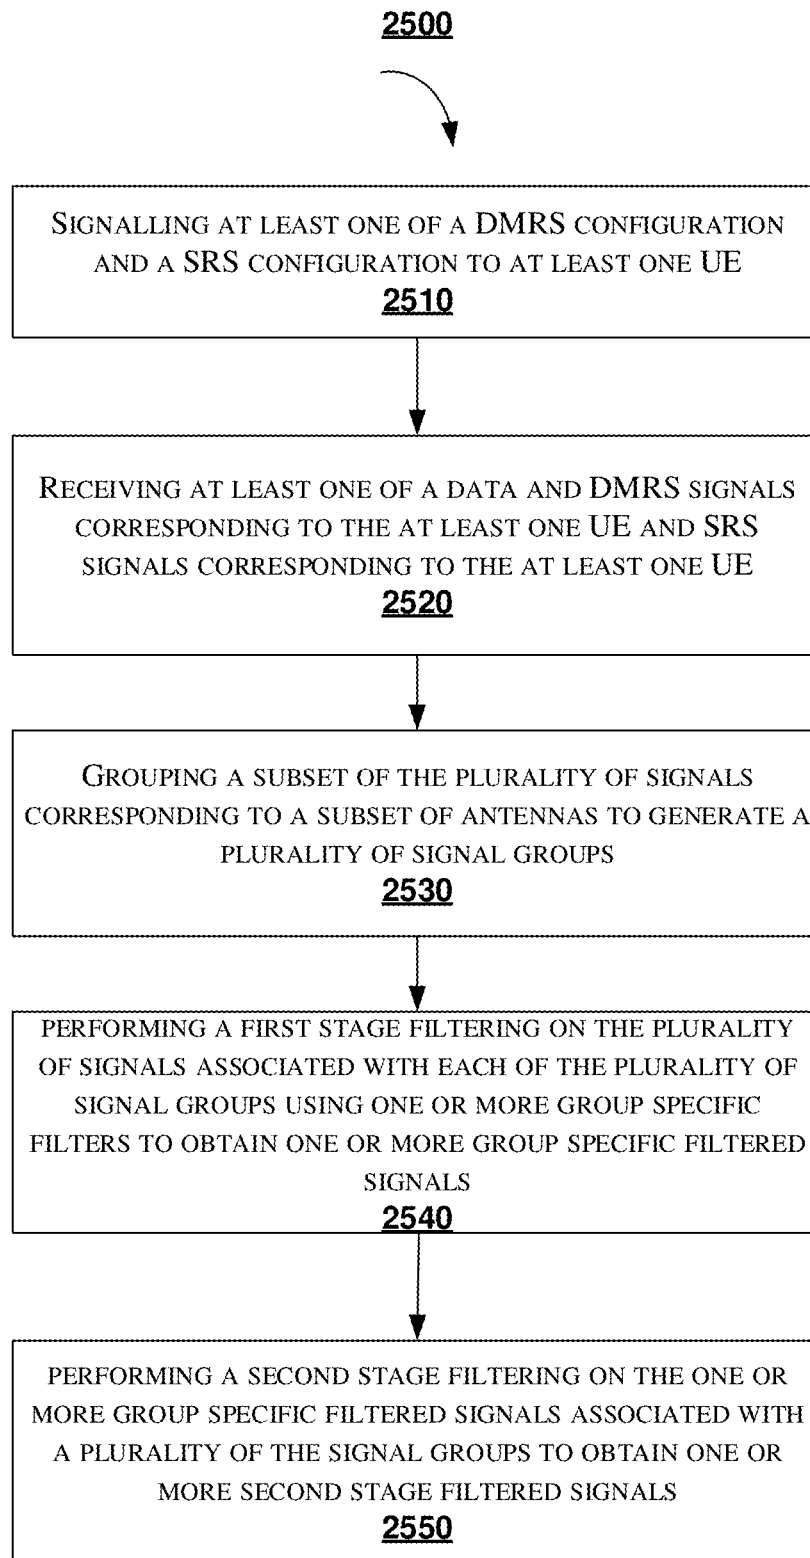 2500
SIGNALLING AT LEAST ONE OF A DMRS CONFIGURATION
AND A SRS CONFIGURATION TO AT LEAST ONE UE
2510
RECEIVING AT LEAST ONE OF A DATA AND DMRS SIGNALS
CORRESPONDING TO THE AT LEAST ONE UE AND SRS
SIGNALS CORRESPONDING TO THE AT LEAST ONE UE
2520
GROUPING A SUBSET OF THE PLURALITY OF SIGNALS
CORRESPONDING TO A SUBSET OF ANTENNAS TO GENERATE A
PLURALITY OF SIGNAL GROUPS
2530
PERFORMING A FIRST STAGE FILTERING ON THE PLURALITY
OF SIGNALS ASSOCIATED WITH EACH OF THE PLURALITY OF
SIGNAL GROUPS USING ONE OR MORE GROUP SPECIFIC
FILTERS TO OBTAIN ONE OR MORE GROUP SPECIFIC FILTERED
SIGNALS
2540
PERFORMING A SECOND STAGE FILTERING ON THE ONE OR
MORE GROUP SPECIFIC FILTERED SIGNALS ASSOCIATED WITH
A PLURALITY OF THE SIGNAL GROUPS TO OBTAIN ONE OR
MORE SECOND STAGE FILTERED SIGNALS
2550